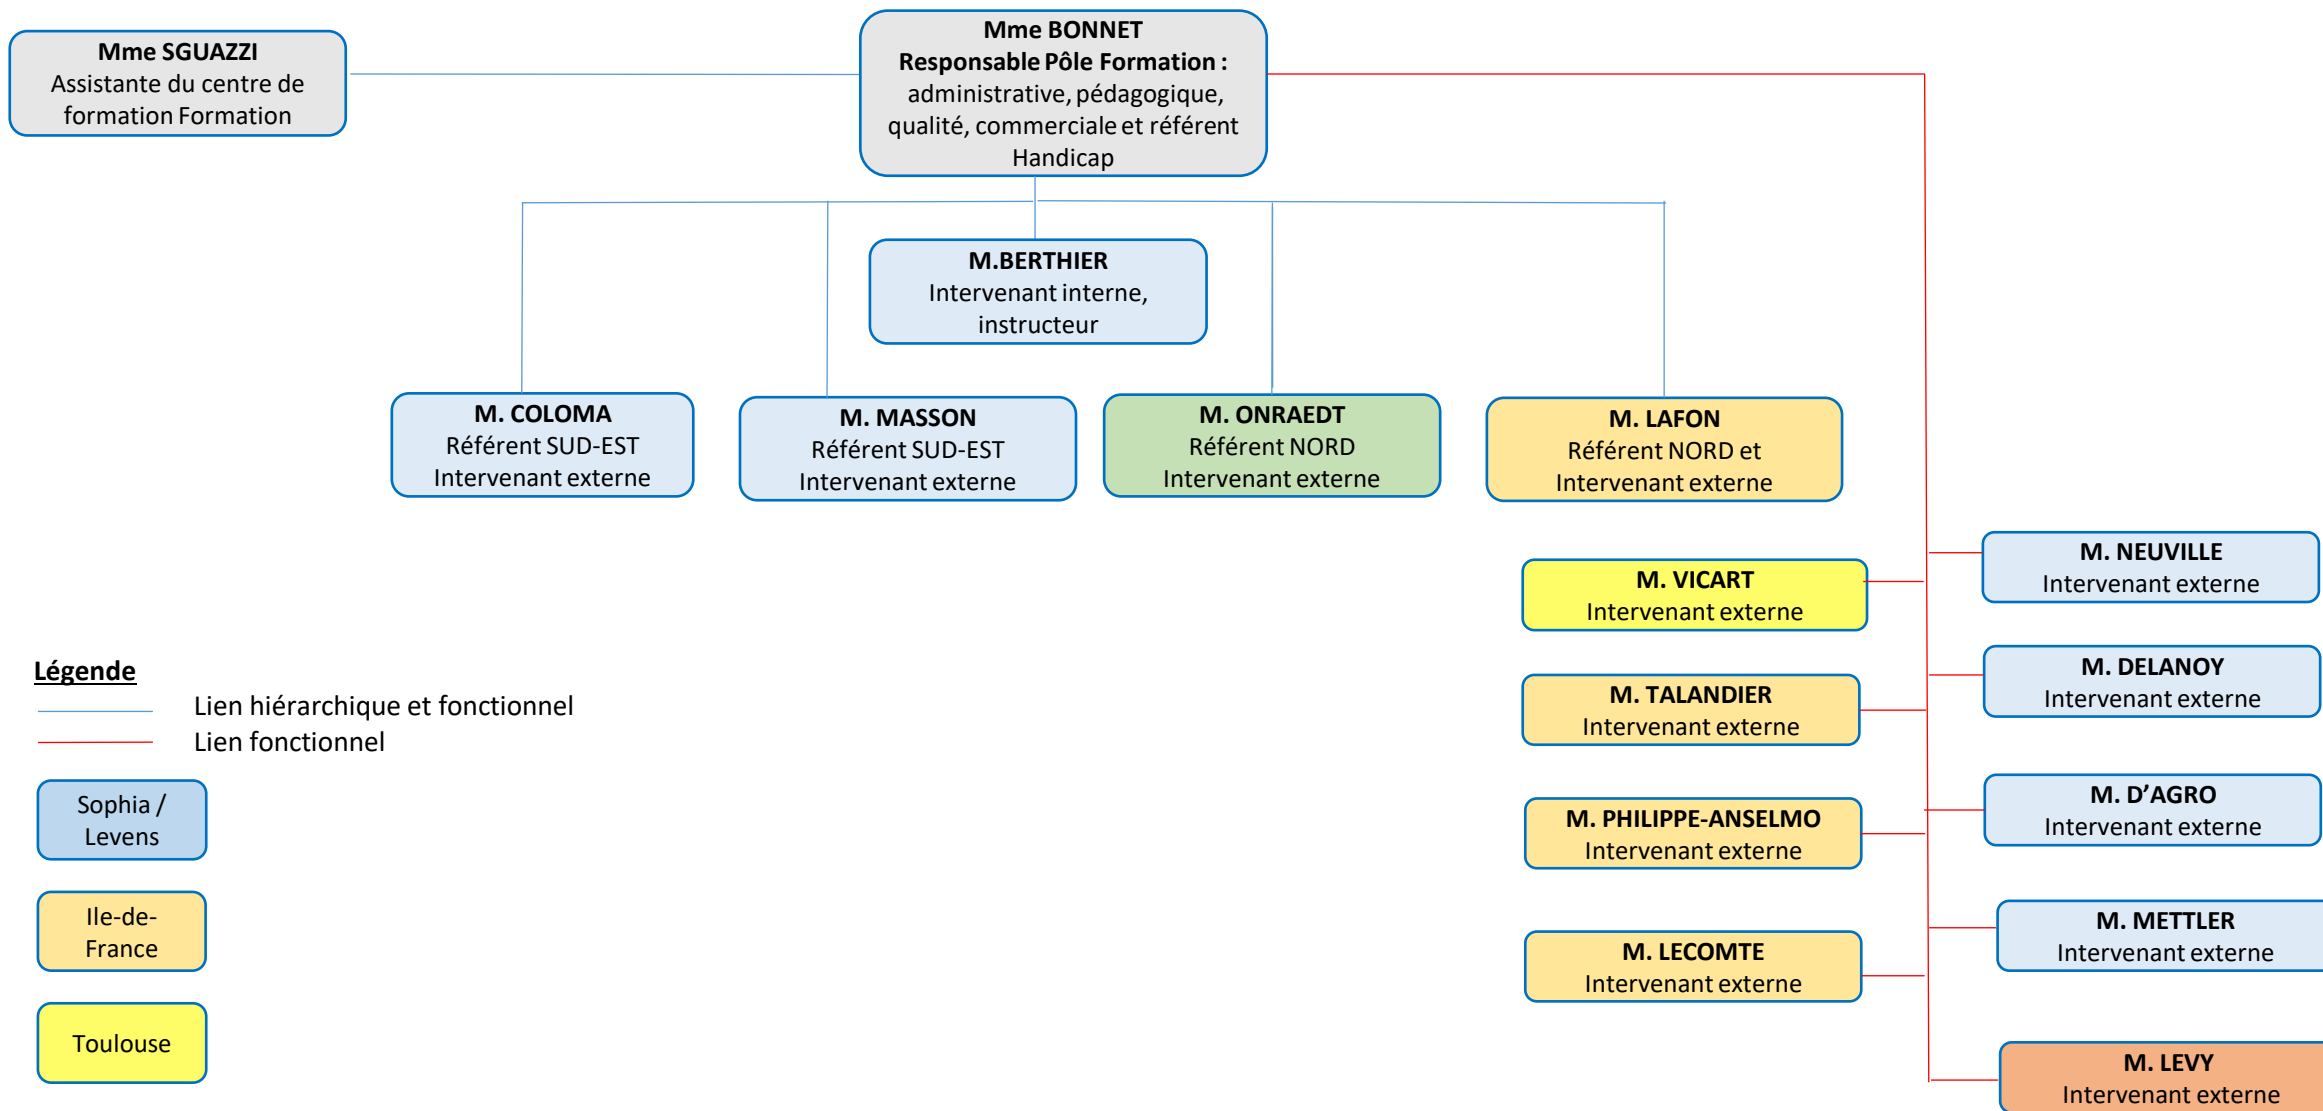 Mme SGUAZZI
Assistante du centre de
formation Formation
Mme BONNET
Responsable Pôle Formation :
administrative, pédagogique,
qualité, commerciale et référent
Handicap
M.BERTHIER
Intervenant interne,
instructeur
M. COLOMA
Référent SUD-EST
Intervenant externe
M. MASSON
Référent SUD-EST
Intervenant externe
M. ONRAEDT
Référent NORD
Intervenant externe
M. LAFON
Référent NORD et
Intervenant externe
M. VICART
Intervenant externe
M. NEUVILLE
Intervenant externe
M. TALANDIER
Intervenant externe
M. DELANOY
Intervenant externe
M. PHILIPPE-ANSELMO
Intervenant externe
M. D’AGRO
Intervenant externe
M. LECOMTE
Intervenant externe
M. METTLER
Intervenant externe
M. LEVY
Intervenant externe
Légende
Lien hiérarchique et fonctionnel
Lien fonctionnel
Sophia /
Levens
Ile-de-
France
Toulouse